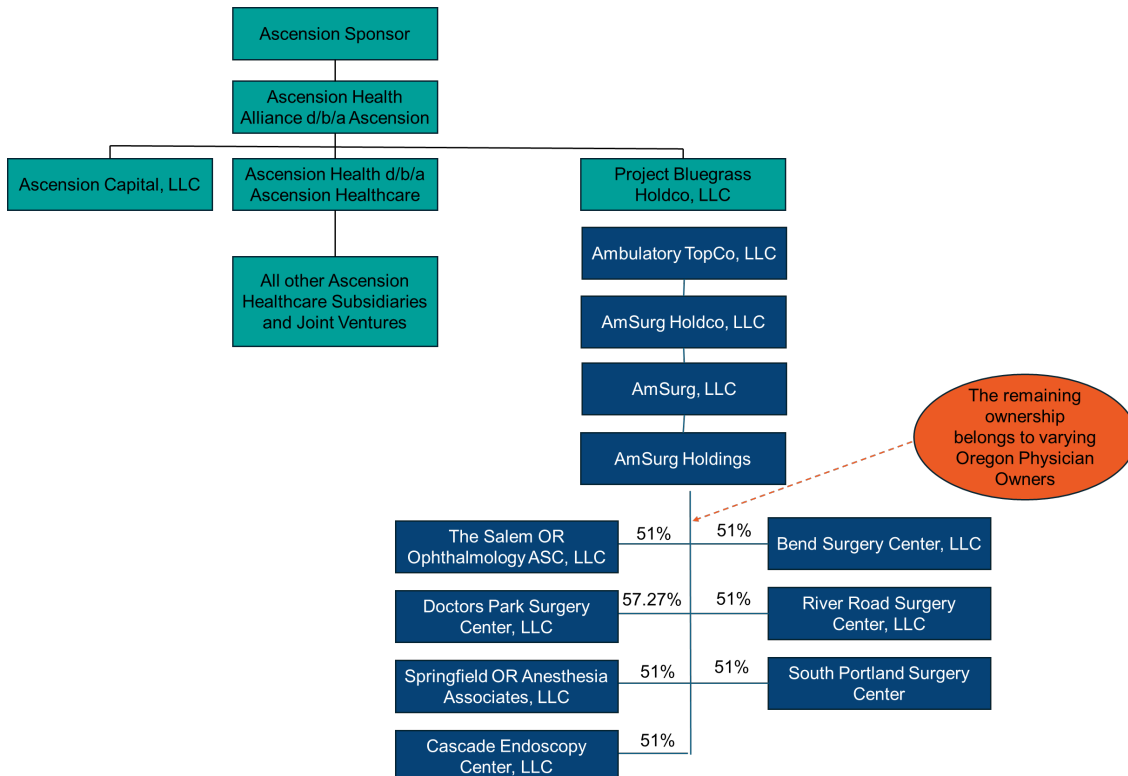 Ascension Sponsor
Ascension Health
Alliance d/b/a Ascension
Ascension Capital, LLC
Ascension Health d/b/a
Ascension Healthcare
Project Bluegrass
Holdco, LLC
All other Ascension
Healthcare Subsidiaries
and Joint Ventures
Ambulatory TopCo, LLC
AmSurg Holdco, LLC
AmSurg, LLC
AmSurg Holdings
The remaining
ownership
belongs to varying
Oregon Physician
Owners
The Salem OR
Ophthalmology ASC, LLC
51%
51%
Bend Surgery Center, LLC
Doctors Park Surgery
Center, LLC
57.27%
51%
River Road Surgery
Center, LLC
Springfield OR Anesthesia
Associates, LLC
51%
51%
South Portland Surgery
Center
Cascade Endoscopy
Center, LLC
51%